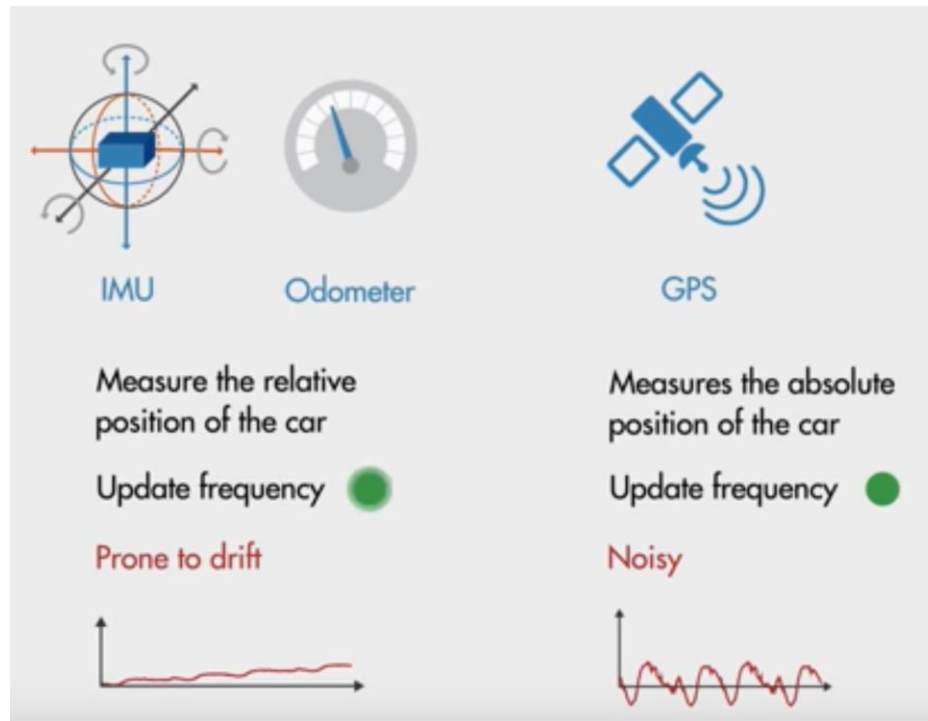 IMU
Odometer
GPS
Measure the relative
position of the car
Update frequency
Prone to drift
Measures the absolute
position of the car
Update frequency
Noisy